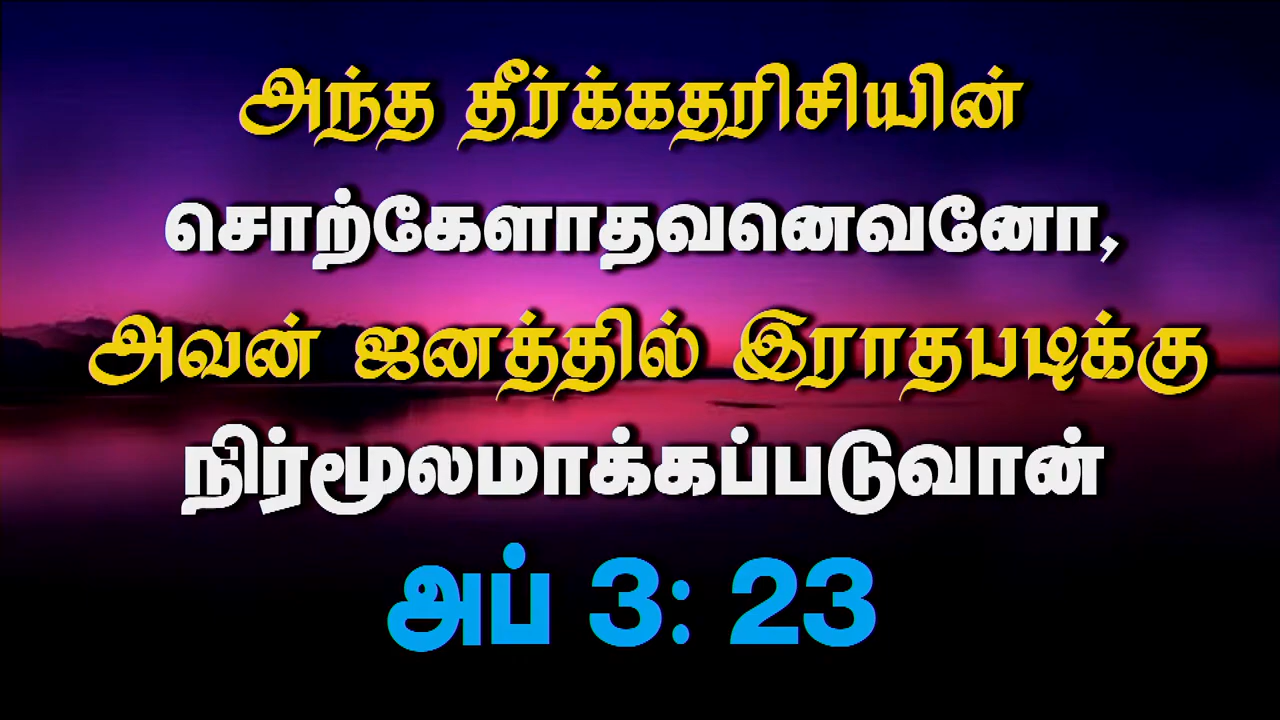 அந்த தீர்க்கதரிசியின்
சொற்கேளாதவனெவனோ,
அவன் ஜனத்தில் இராதபடிக்கு
நிர்மூலமாக்கப்படுவான்
அப் 3: 23